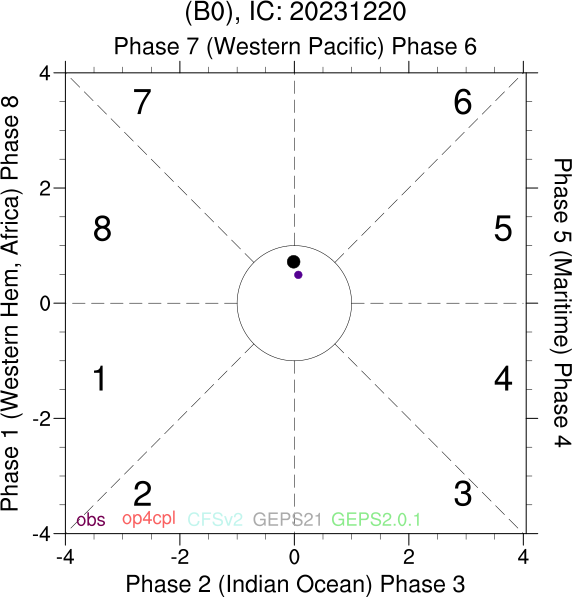 (B0), IC: 20231220
Phase 7 (Western Pacific) Phase 6
4
7
6
2
8
5
0
1
4
-2
2
3
-4
obs op4cpl CFSv2 GEPS21 GEPS2.0.1
-4 -2 0 2 4
Phase 2 (Indian Ocean) Phase 3
Phase 1 (Western Hem, Africa) Phase 8
Phase 5 (Maritime) Phase 4